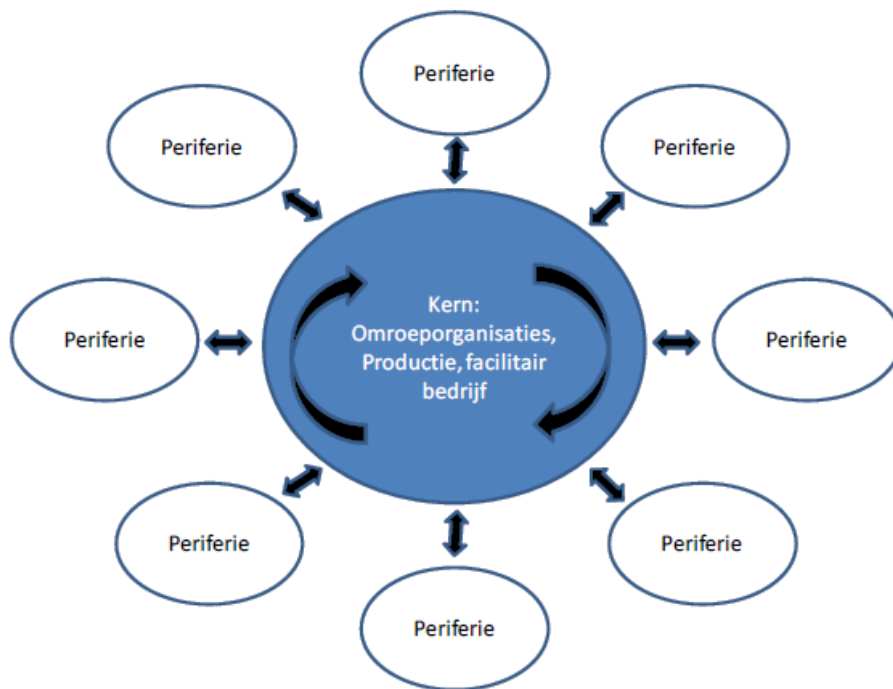 Periferie
Periferie
Periferie
Kern:
Omroeporganisaties,
Productie, facilitair
bedrijf
Periferie
Periferie
Periferie
Periferie
Periferie